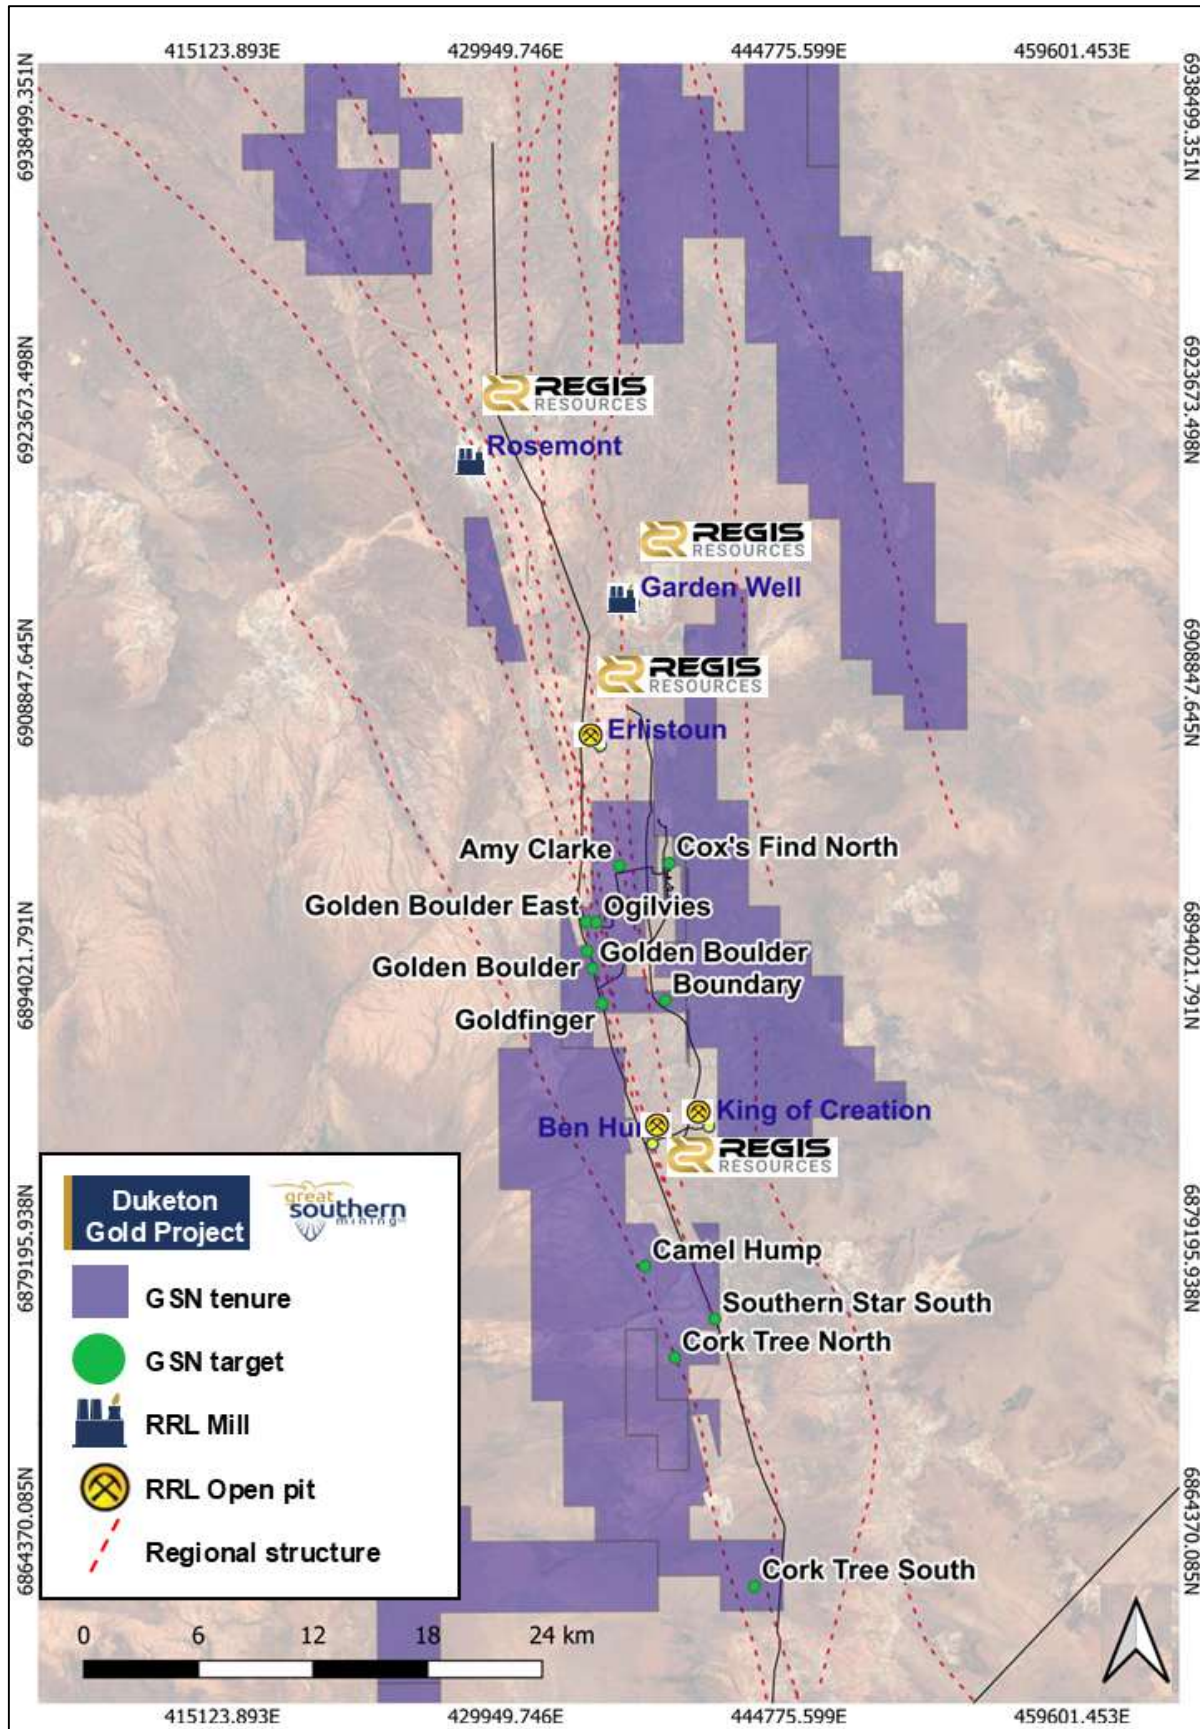 415123.893E
429949.746E
444775.599E
459601.453E
6938499.351N
6938499.351N
REGIS
RESOURCES
6923673.498N
6923673.498N
Rosemont
REGIS
RESOURCES
Garden Well
6908847.645N
6908847.645N
REGIS
RESOURCES
Erlistoun
Amy Clarke
Cox's Find North
Golden Boulder East
Ogilvies
6894021.791N
6894021.791N
Golden Boulder
Golden Boulder
Boundary
Goldfinger
King of Creation
Ben Hur
REGIS
RESOURCES
Duketon
Gold Project
great
southern
mining
6879195.938N
6879195.938N
Camel Hump
GSN tenure
Southern Star South
Cork Tree North
GSN target
RRL Mill
RRL Open pit
6864370.085N
6864370.085N
Regional structure
Cork Tree South
0
6
12
18
24 km
415123.893E
429949.746E
444775.599E
459601.453E